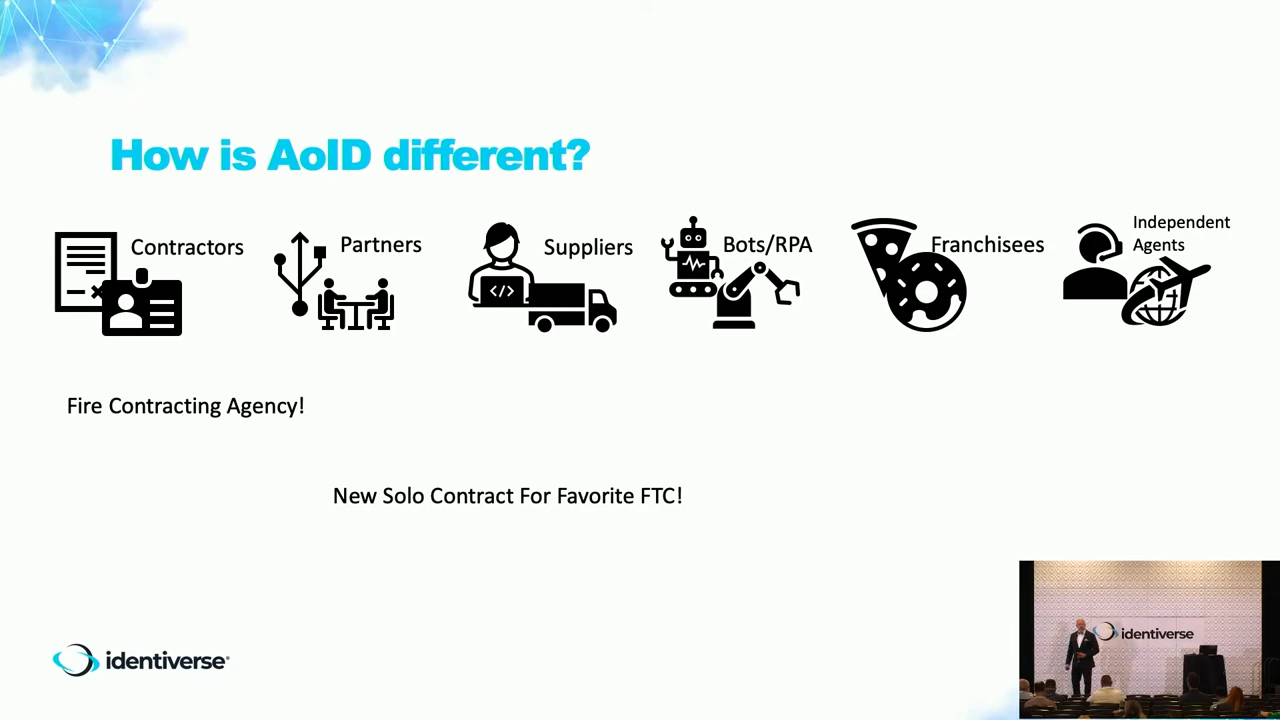 How is AoID different?
Contractors
Partners
Suppliers
Bots/RPA
Franchisees
Independent
Agents
Fire Contracting Agency!
New Solo Contract For Favorite FTC!
identiverse®
identiverse